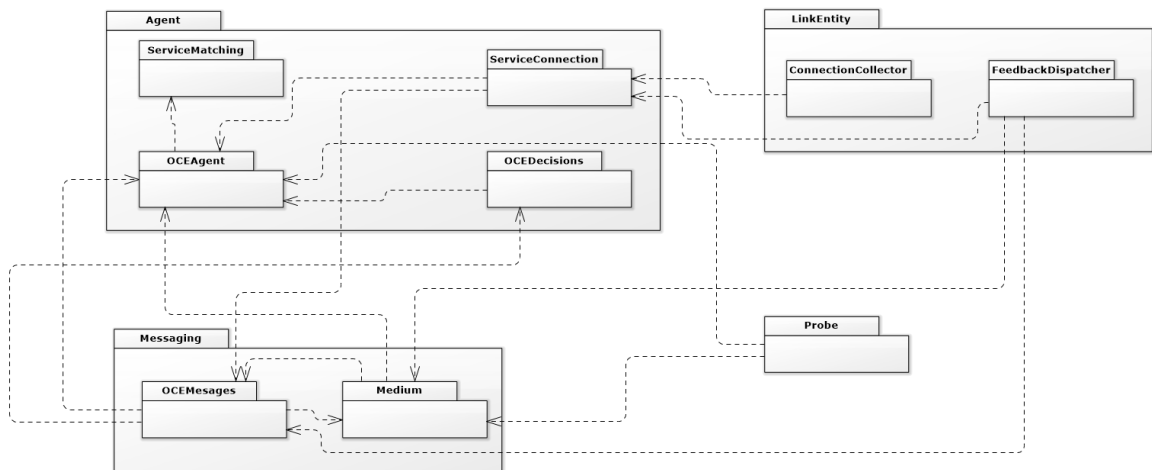 Agent
LinkEntity
ServiceMatching
ServiceConnection
ConnectionCollector
FeedbackDispatcher
OCEAgent
OCEDecisions
Messaging
Probe
OCEMesages
Medium